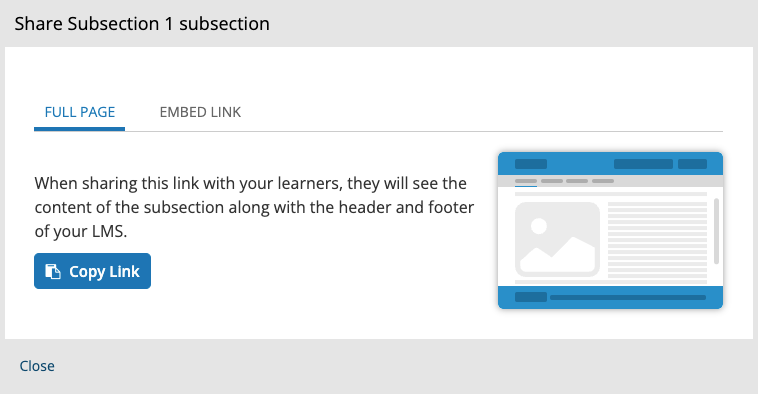 Share Subsection 1 subsection
FULL PAGE
EMBED LINK
When sharing this link with your learners, they will see the
content of the subsection along with the header and footer
of your LMS.
Copy Link
Close